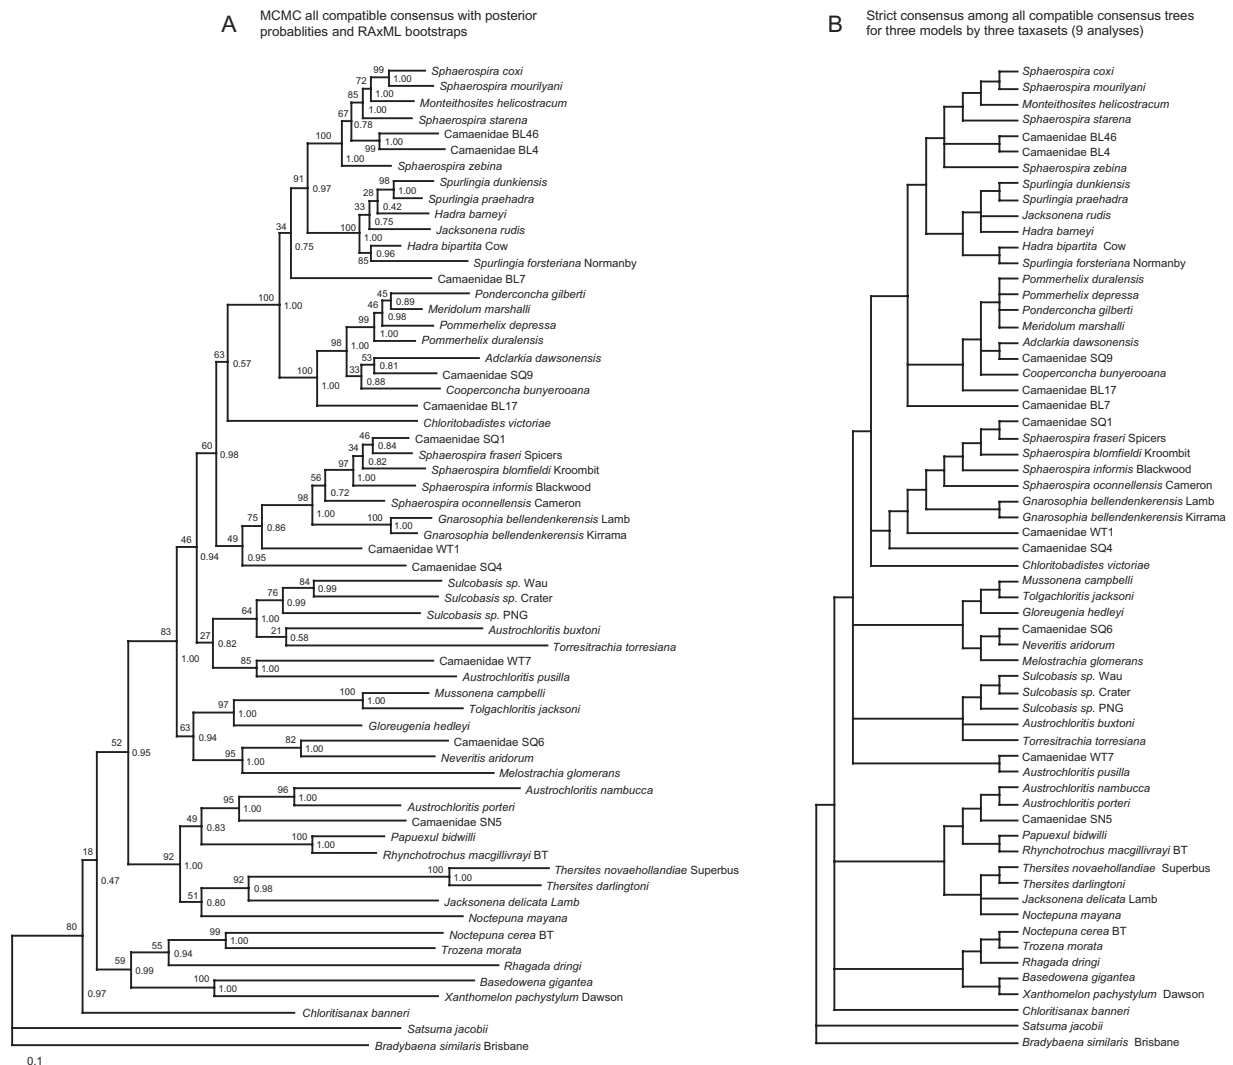 A
MCMC all compatible consensus with posterior
probablities and RAxML bootstraps
99
Sphaerospira coxi
72
1.00
Sphaerospira mourilyani
85
1.00
Monteithosites helicostracum
67
1.00
Sphaerospira starena
100
0.78
Camaenidae BL46
1.00
99
Camaenidae BL4
1.00
Sphaerospira zebina
91
0.97
98
Spurlingia dunkiensis
28
1.00
Spurlingia praehadra
33
0.42
Hadra barneyi
100
0.75
Jacksonena rudis
34
1.00
Hadra bipartita Cow
0.75
0.96
85
Spurlingia forsteriana Normanby
Camaenidae BL7
100
1.00
45
Ponderconcha gilberti
46
0.89
Meridolum marshalli
99
0.98
Pommerhelix depressa
98
1.00
Pommerhelix duralensis
1.00
53
Adclarkia dawsonensis
63
0.57
100
33
0.81
Camaenidae SQ9
1.00
0.88
Cooperconcha bunyerooana
Camaenidae BL17
Chloritobadistes victoriae
60
0.98
46
Camaenidae SQ1
34
0.84
Sphaerospira fraseri Spicers
97
0.82
Sphaerospira blomfieldi Kroombit
56
1.00
Sphaerospira informis Blackwood
98
0.72
Sphaerospira oconnellensis Cameron
75
1.00
100
Gnarosophia bellendenkerensis Lamb
0.86
1.00
Gnarosophia bellendenkerensis Kirrama
46
49
Camaenidae WT1
0.94
0.95
Camaenidae SQ4
84
Sulcobasis sp. Wau
76
0.99
Sulcobasis sp. Crater
64
0.99
Sulcobasis sp. PNG
1.00
83
27
21
Austrochloritis buxtoni
0.82
0.58
Torresitrachia torresiana
1.00
85
Camaenidae WT7
1.00
Austrochloritis pusilla
100
Mussonena campbelli
97
1.00
Tolgachloritis jacksoni
63
1.00
Gloreugenia hedleyi
52
0.95
0.94
82
Camaenidae SQ6
95
1.00
Neveritis aridorum
1.00
Melostrachia glomerans
96
Austrochloritis nambucca
95
1.00
Austrochloritis porteri
49
1.00
Camaenidae SN5
0.83
100
Papuexul bidwilli
18
92
1.00
Rhynchotrochus macgillivrayi BT
0.47
1.00
100
Thersites novaehollandiae Superbus
92
1.00
Thersites darlingtoni
51
0.98
Jacksonena delicata Lamb
0.80
Noctepuna mayana
80
99
Noctepuna cerea BT
55
1.00
Trozena morata
59
0.94
Rhagada dringi
0.99
100
Basedowena gigantea
0.97
1.00
Xanthomelon pachystylum Dawson
Chloritisanax banneri
Satsuma jacobii
Bradybaena similaris Brisbane
0.1
B
Strict consensus among all compatible consensus trees
for three models by three taxasets (9 analyses)
Sphaerospira coxi
Sphaerospira mourilyani
Monteithosites helicostracum
Sphaerospira starena
Camaenidae BL46
Camaenidae BL4
Sphaerospira zebina
Spurlingia dunkiensis
Spurlingia praehadra
Jacksonena rudis
Hadra barneyi
Hadra bipartita Cow
Spurlingia forsteriana Normanby
Pommerhelix duralensis
Pommerhelix depressa
Ponderconcha gilberti
Meridolum marshalli
Adclarkia dawsonensis
Camaenidae SQ9
Cooperconcha bunyerooana
Camaenidae BL17
Camaenidae BL7
Camaenidae SQ1
Sphaerospira fraseri Spicers
Sphaerospira blomfieldi Kroombit
Sphaerospira informis Blackwood
Sphaerospira oconnellensis Cameron
Gnarosophia bellendenkerensis Lamb
Gnarosophia bellendenkerensis Kirrama
Camaenidae WT1
Camaenidae SQ4
Chloritobadistes victoriae
Mussonena campbelli
Tolgachloritis jacksoni
Gloreugenia hedleyi
Camaenidae SQ6
Neveritis aridorum
Melostrachia glomerans
Sulcobasis sp. Wau
Sulcobasis sp. Crater
Sulcobasis sp. PNG
Austrochloritis buxtoni
Torresitrachia torresiana
Camaenidae WT7
Austrochloritis pusilla
Austrochloritis nambucca
Austrochloritis porteri
Camaenidae SN5
Papuexul bidwilli
Rhynchotrochus macgillivrayi BT
Thersites novaehollandiae Superbus
Thersites darlingtoni
Jacksonena delicata Lamb
Noctepuna mayana
Noctepuna cerea BT
Trozena morata
Rhagada dringi
Basedowena gigantea
Xanthomelon pachystylum Dawson
Chloritisanax banneri
Satsuma jacobii
Bradybaena similaris Brisbane